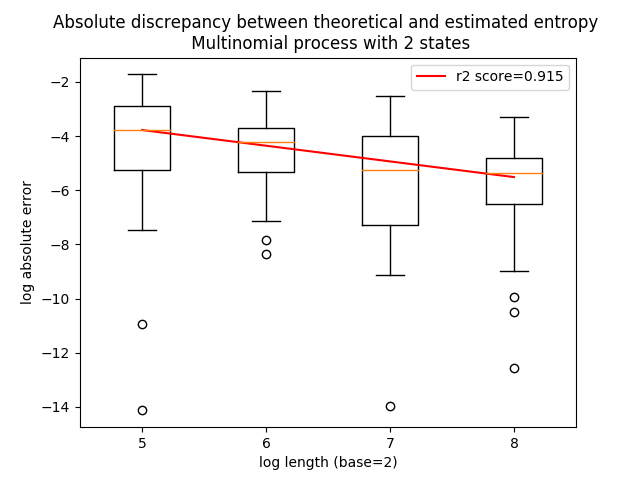 Absolute discrepancy between theoretical and estimated entropy
Multinomial process with 2 states
r2 score=0.915
−2
−4
−6
−8
−10
−12
−14
log absolute error
5
6
7
8
log length (base=2)